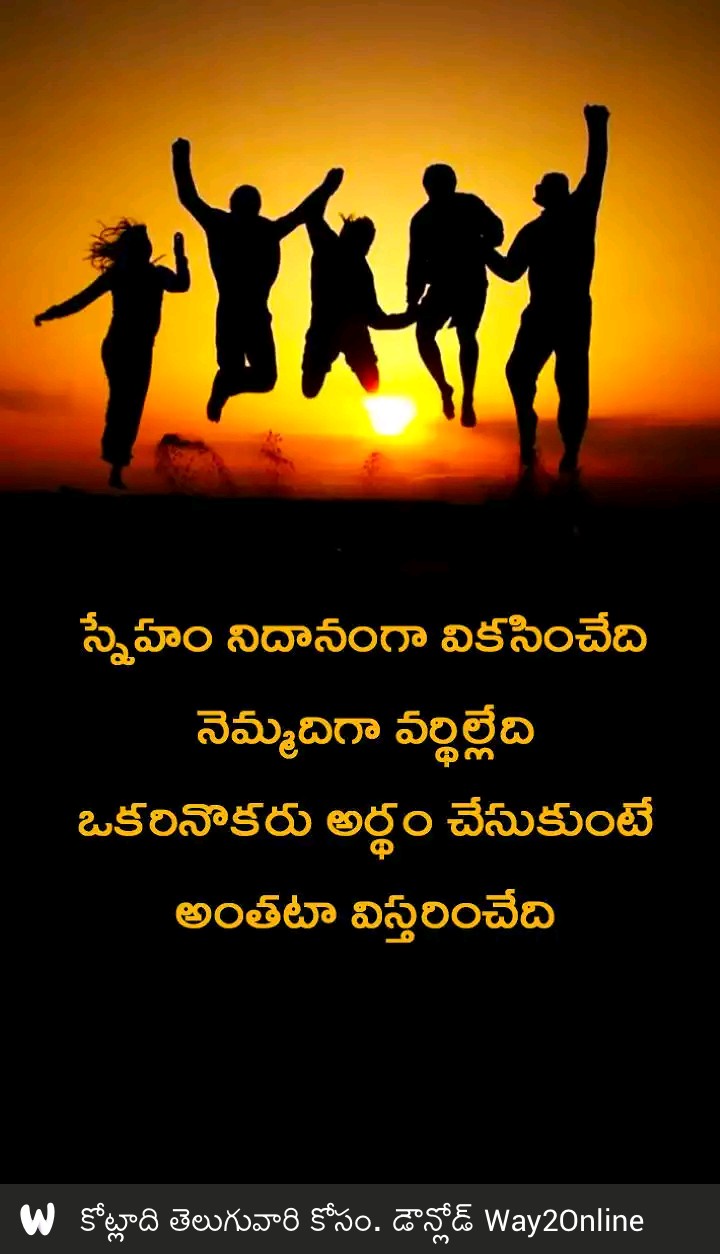 స్నేహం నిదానంగా వికసించేది
నెమ్మదిగా వర్థిల్లేది
ఒకరినొకరు అర్థం చేసుకుంటే
అంతటా విస్తరించేది
W కోట్లాది తెలుగువారి కోసం. డౌన్లోడ్ Way2Online